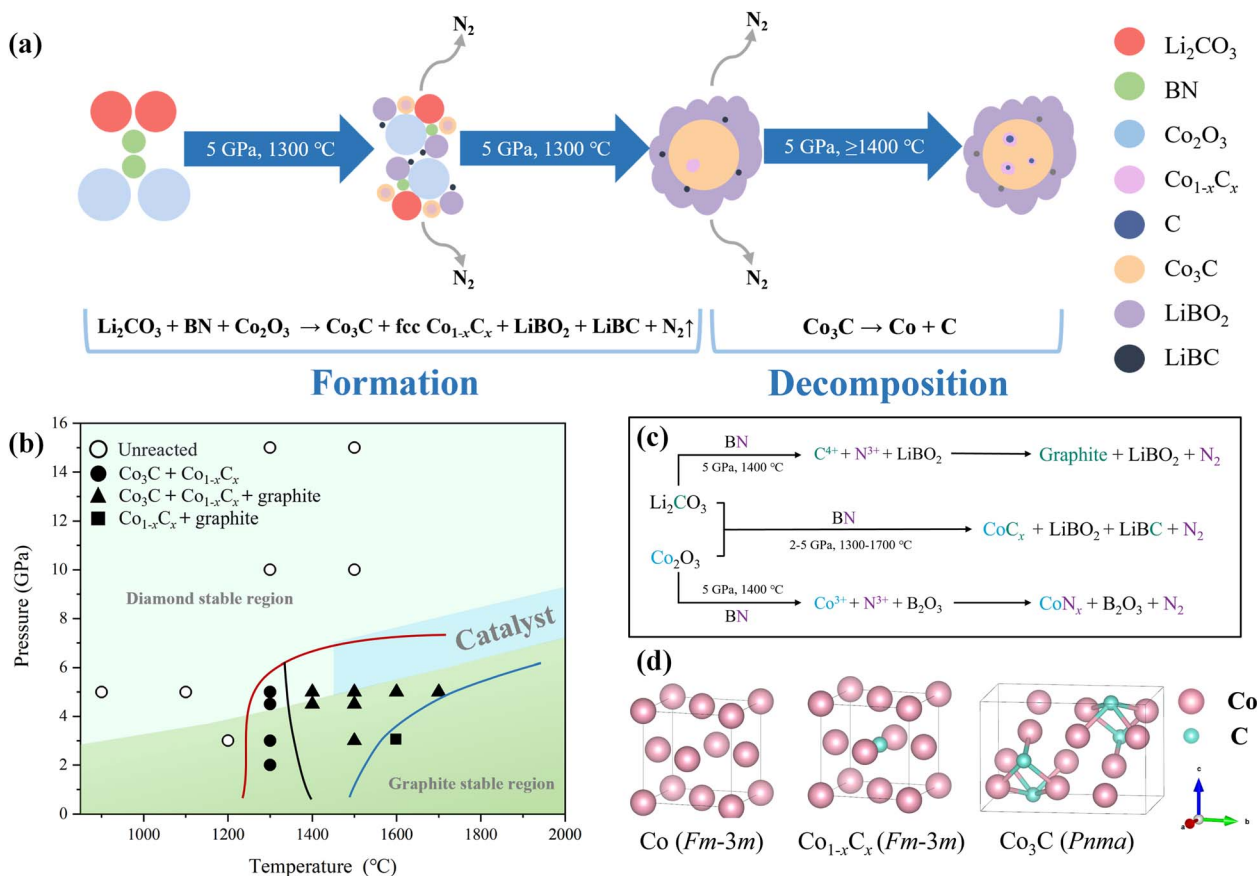 (a)
N₂
N₂
5 GPa, 1300 ℃
5 GPa, 1300 ℃
5 GPa, ≥1400 ℃
N₂
N₂
Li₂CO₃ + BN + Co₂O₃ → Co₃C + fcc Co₁₋ₓCₓ + LiBO₂ + LiBC + N₂↑
Co₃C → Co + C
Formation
Decomposition
Li₂CO₃
BN
Co₂O₃
Co₁₋ₓCₓ
C
Co₃C
LiBO₂
LiBC
(b)
Pressure (GPa)
16
14
12
10
8
6
4
2
0
Unreacted
Co₃C + Co₁₋ₓCₓ
Co₃C + Co₁₋ₓCₓ + graphite
Co₁₋ₓCₓ + graphite
Diamond stable region
Catalyst
Graphite stable region
1000 1200 1400 1600 1800 2000
Temperature (℃)
(c)
BN
5 GPa, 1400 ℃
C⁴⁺ + N³⁺ + LiBO₂
Graphite + LiBO₂ + N₂
Li₂CO₃
BN
2-5 GPa, 1300-1700 ℃
CoCₓ + LiBO₂ + LiBC + N₂
Co₂O₃
5 GPa, 1400 ℃
BN
Co³⁺ + N³⁺ + B₂O₃
CoNₓ + B₂O₃ + N₂
(d)
Co
C
c
a
b
Co (Fm-3m)
Co₁₋ₓCₓ (Fm-3m)
Co₃C (Pnma)